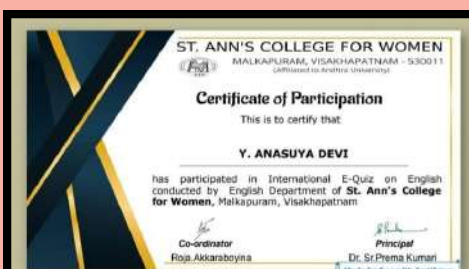 ST. ANN'S COLLEGE FOR WOMEN
MALKAPURAM, VISAKHAPATNAM - 530011
(Affiliated to Andhra University)
Certificate of Participation
This is to certify that
Y. ANASUYA DEVI
has participated in International E-Quiz on English
conducted by English Department of St. Ann's College
for Women, Malkapuram, Visakhapatnam
Co-ordinator Principal
Roja Akkaraboyina Dr. Sr.Prema Kumari